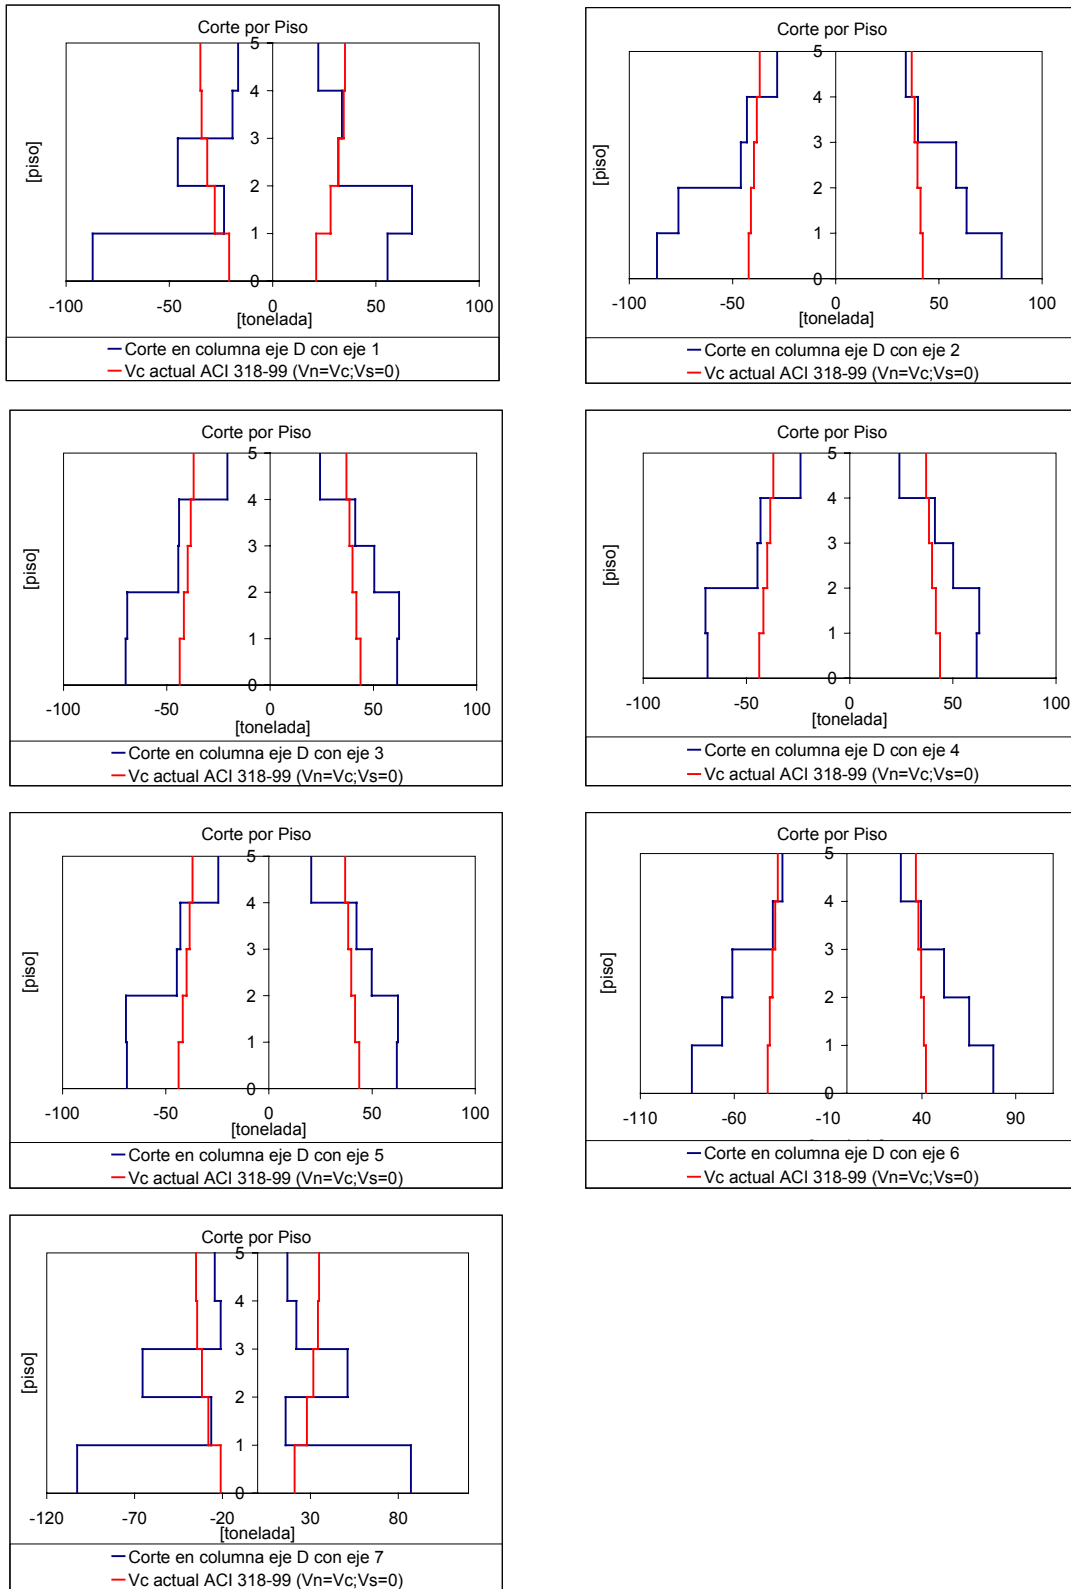 Corte por Piso
5
4
3
2
1
0
[piso]
-100 -50 0 50 100
[tonelada]
Corte en columna eje D con eje 1
Vc actual ACI 318-99 (Vn=Vc;Vs=0)
Corte por Piso
5
4
3
2
1
0
[piso]
-100 -50 0 50 100
[tonelada]
Corte en columna eje D con eje 2
Vc actual ACI 318-99 (Vn=Vc;Vs=0)
Corte por Piso
5
4
3
2
1
0
[piso]
-100 -50 0 50 100
[tonelada]
Corte en columna eje D con eje 3
Vc actual ACI 318-99 (Vn=Vc;Vs=0)
Corte por Piso
5
4
3
2
1
0
[piso]
-100 -50 0 50 100
[tonelada]
Corte en columna eje D con eje 4
Vc actual ACI 318-99 (Vn=Vc;Vs=0)
Corte por Piso
5
4
3
2
1
0
[piso]
-100 -50 0 50 100
[tonelada]
Corte en columna eje D con eje 5
Vc actual ACI 318-99 (Vn=Vc;Vs=0)
Corte por Piso
5
4
3
2
1
0
[piso]
-110 -60 -10 40 90
Corte en columna eje D con eje 6
Vc actual ACI 318-99 (Vn=Vc;Vs=0)
Corte por Piso
5
4
3
2
1
0
[piso]
-120 -70 -20 30 80
[tonelada]
Corte en columna eje D con eje 7
Vc actual ACI 318-99 (Vn=Vc;Vs=0)